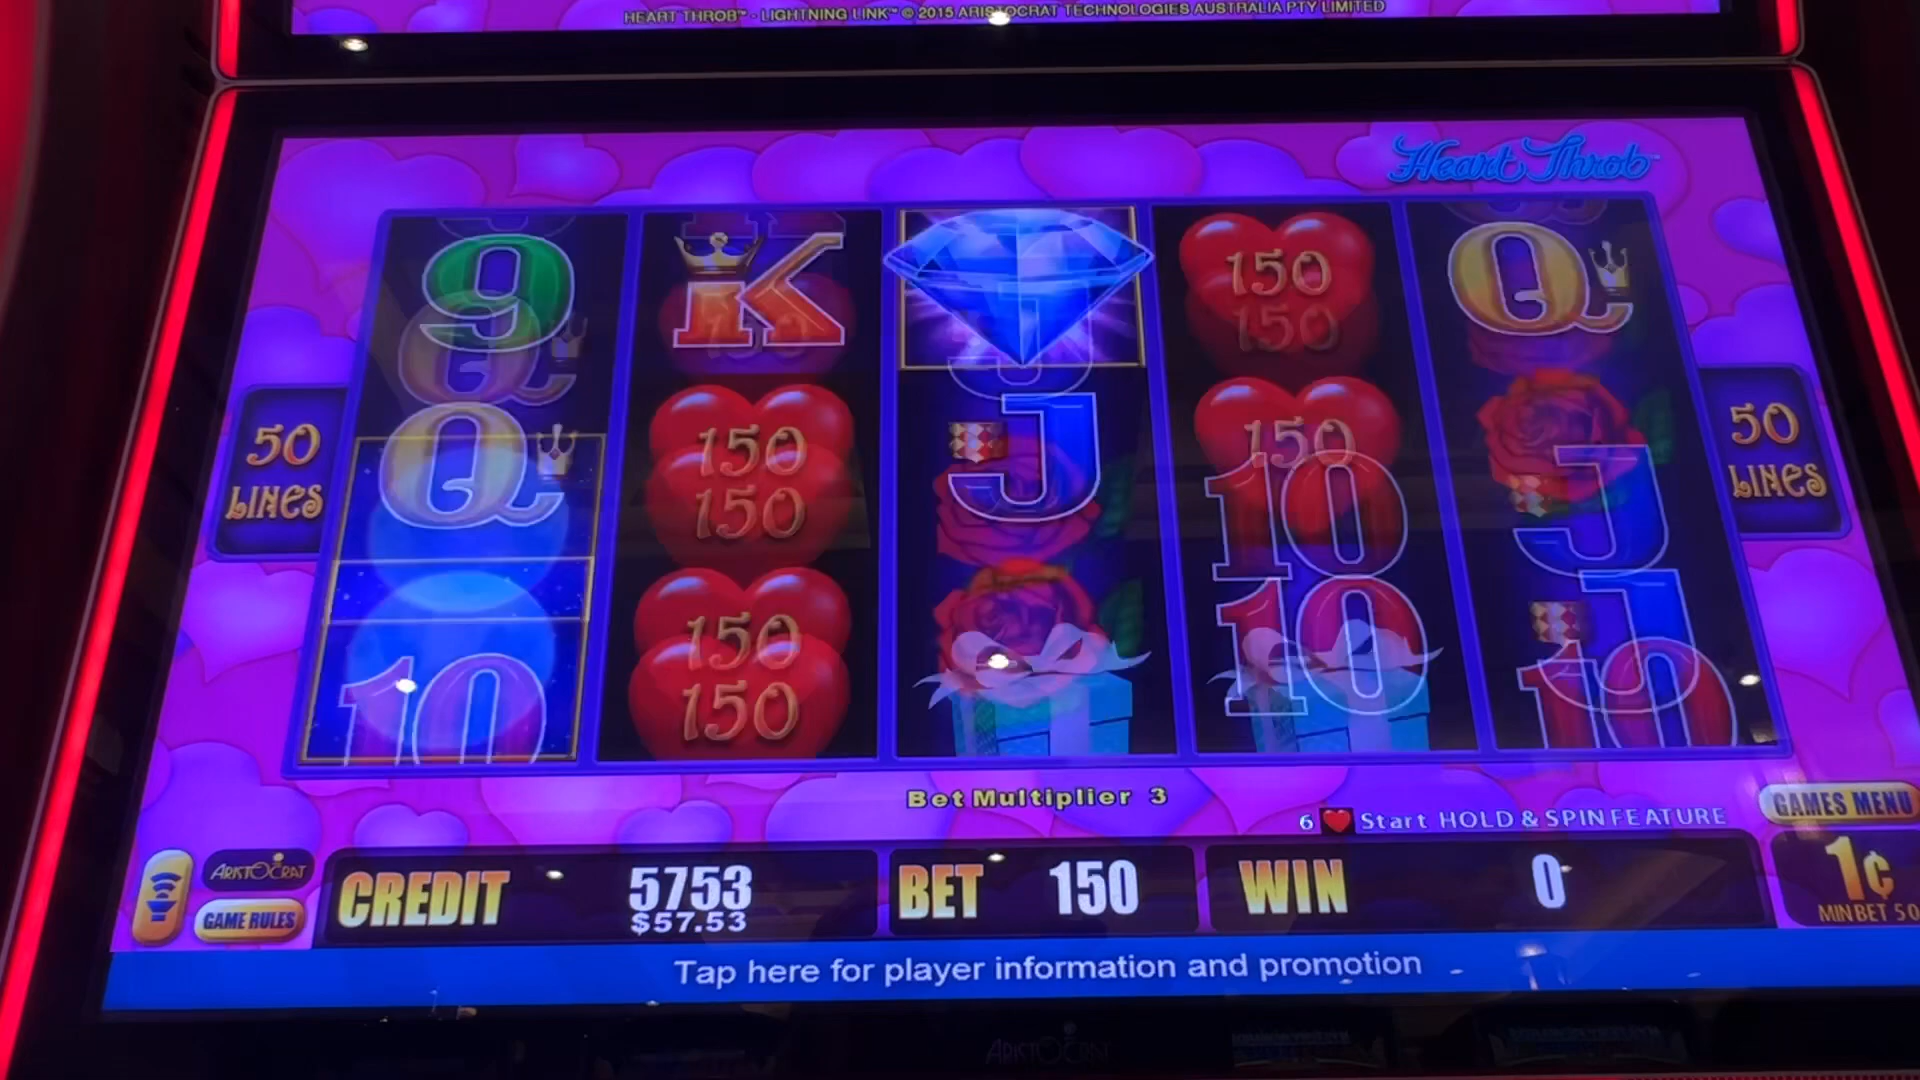 HEART THROB™ - LIGHTNING LINK™ © 2015 ARISTOCRAT TECHNOLOGIES AUSTRALIA PTY LIMITED
Heart Throb™
9 K 150 Q
150
Q 150 J 150
150
10
J
150 10 J
10 150 10
50 LINES
50 LINES
Bet Multiplier 3
6 Start HOLD & SPIN FEATURE
GAMES MENU
ARISTOCRAT
GAME RULES
CREDIT 5753
$57.53
BET 150
WIN 0
1¢
MIN BET 50
Tap here for player information and promotion
ARISTOCRAT